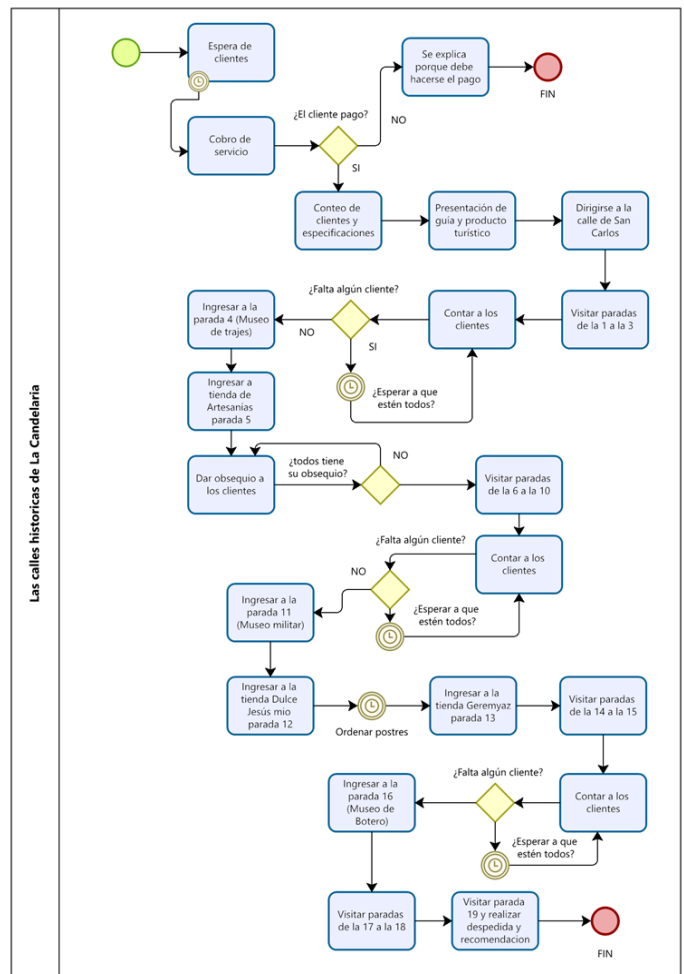 Las calles historicas de La Candelaria
Espera de
clientes
Se explica
porque debe
hacerse el pago
FIN
¿El cliente pago?
NO
Cobro de
servicio
SI
Conteo de
clientes y
especificaciones
Presentación de
guía y producto
turístico
Dirigirse a la
calle de San
Carlos
¿Falta algún cliente?
Ingresar a la
parada 4 (Museo
de trajes)
NO
Contar a los
clientes
Visitar paradas
de la 1 a la 3
SI
¿Esperar a que
estén todos?
Ingresar a
tienda de
Artesanías
parada 5
NO
¿todos tiene
su obsequio?
Dar obsequio a
los clientes
Visitar paradas
de la 6 a la 10
¿Falta algún cliente?
Contar a los
clientes
NO
Ingresar a la
parada 11
(Museo militar)
¿Esperar a que
estén todos?
Ingresar a la
tienda Dulce
Jesús mio
parada 12
Ordenar postres
Ingresar a la
tienda Geremyaz
parada 13
Visitar paradas
de la 14 a la 15
¿Falta algún cliente?
Ingresar a la
parada 16
(Museo de
Botero)
Contar a los
clientes
¿Esperar a que
estén todos?
Visitar paradas
de la 17 a la 18
Visitar parada
19 y realizar
despedida y
recomendacion
FIN